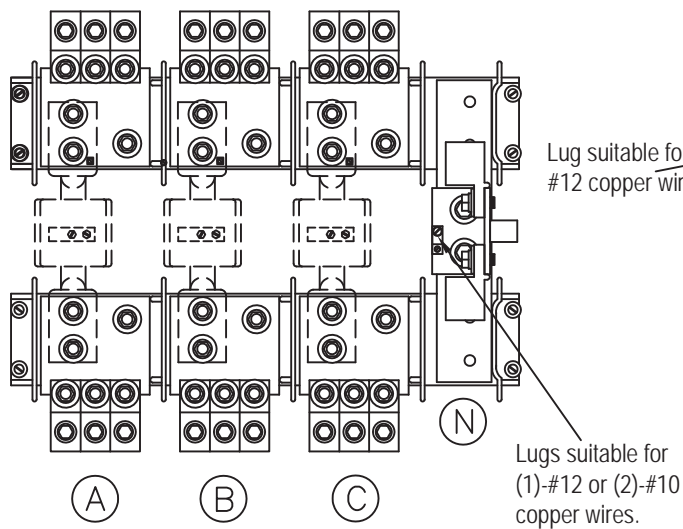 Lug suitable fo
#12 copper wir
N
A
B
C
Lugs suitable for
(1)-#12 or (2)-#10
copper wires.